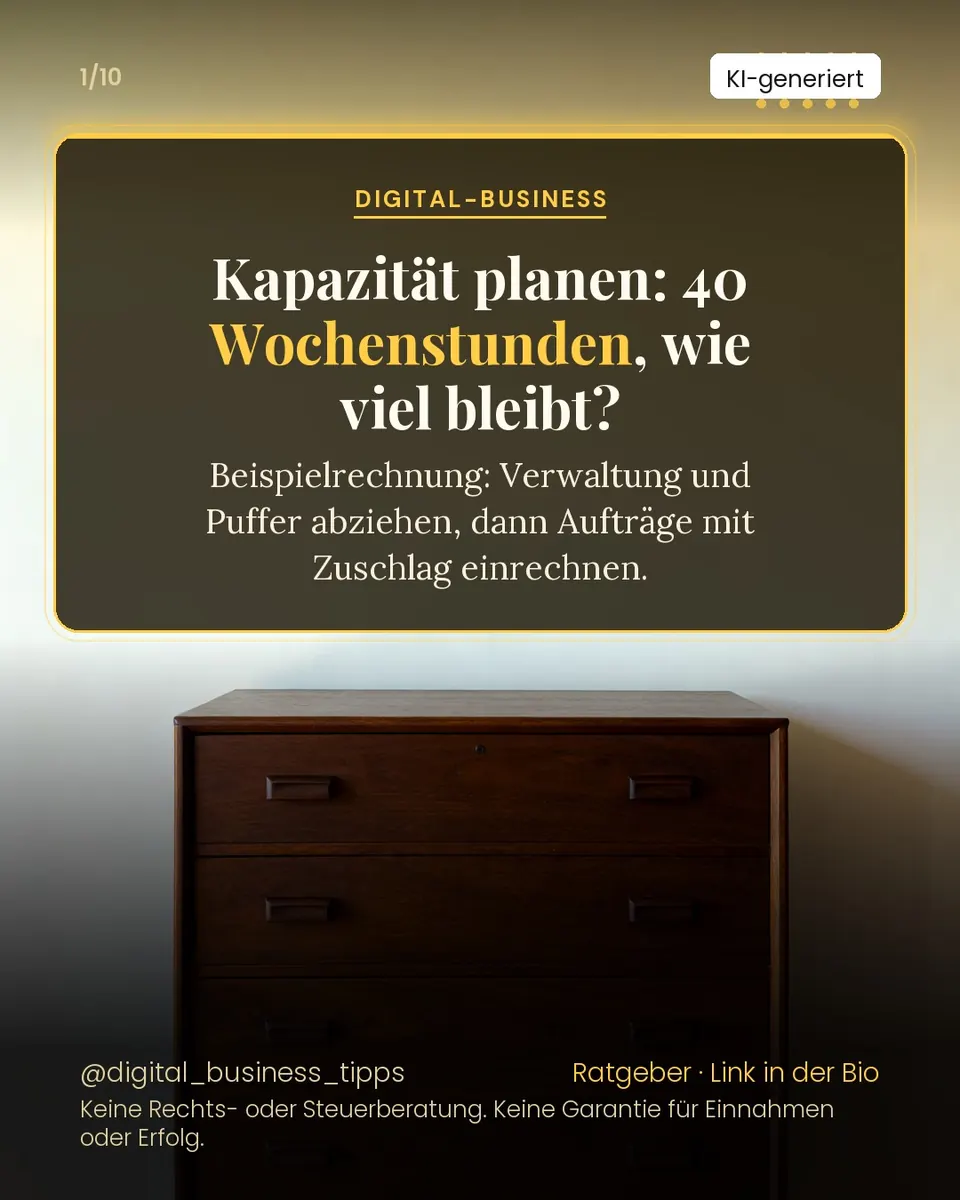 1/10
KI-generiert
DIGITAL-BUSINESS
Kapazität planen: 40
Wochenstunden, wie
viel bleibt?
Beispielrechnung: Verwaltung und
Puffer abziehen, dann Aufträge mit
Zuschlag einrechnen.
@digital_business_tipps
Ratgeber · Link in der Bio
Keine Rechts- oder Steuerberatung. Keine Garantie für Einnahmen
oder Erfolg.